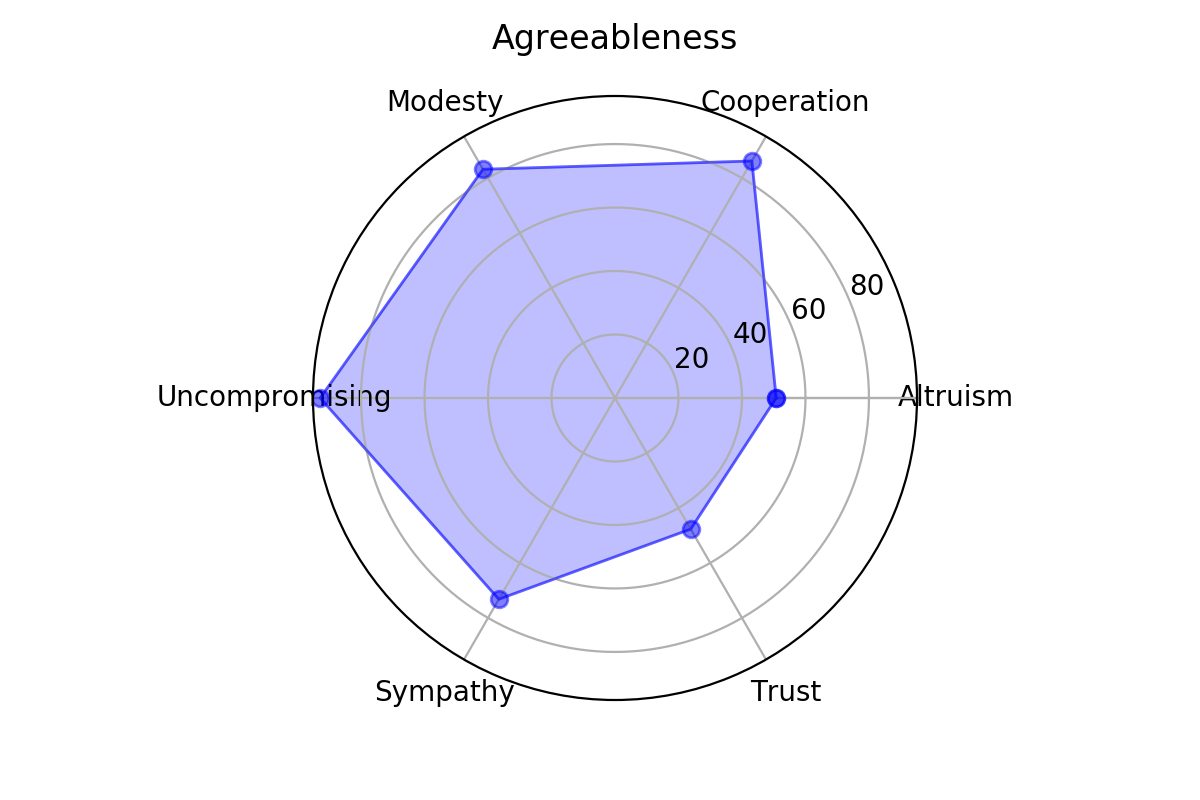 Agreeableness
Modesty
Cooperation
80
60
40
20
Uncompromising
Altruism
Sympathy
Trust